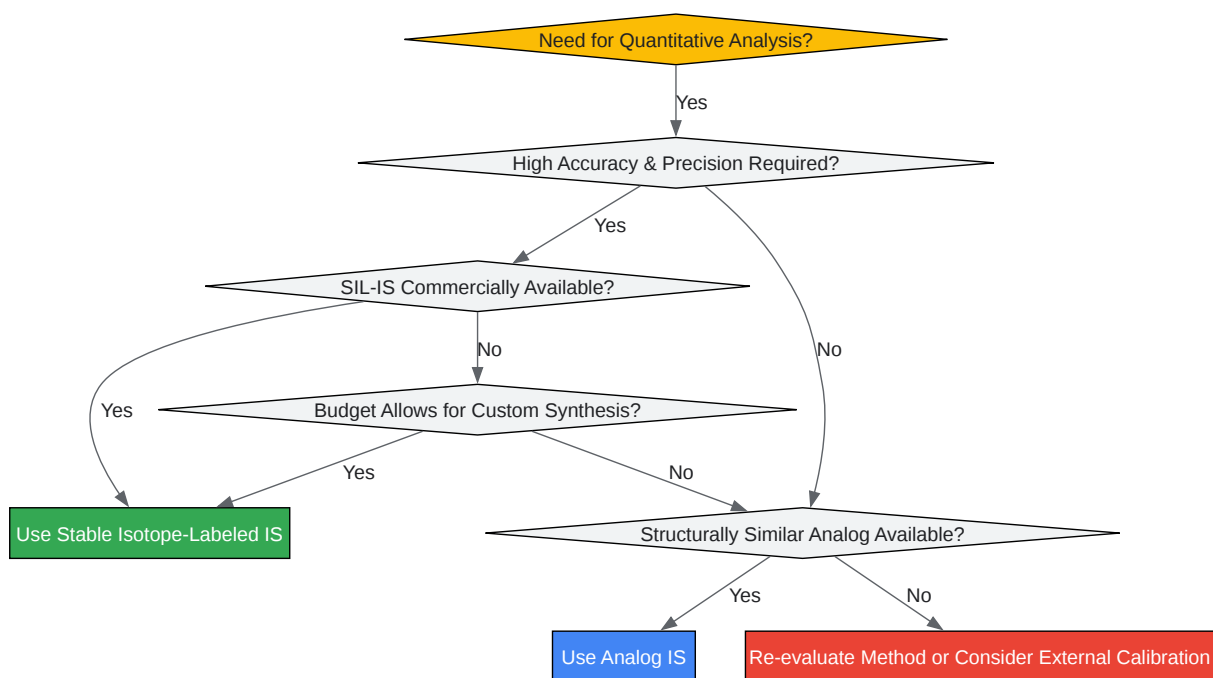 Need for Quantitative Analysis?
Yes
High Accuracy & Precision Required?
Yes
SIL-IS Commercially Available?
No
No
Yes
Budget Allows for Custom Synthesis?
Yes
No
Use Stable Isotope-Labeled IS
Structurally Similar Analog Available?
Yes
No
Use Analog IS
Re-evaluate Method or Consider External Calibration